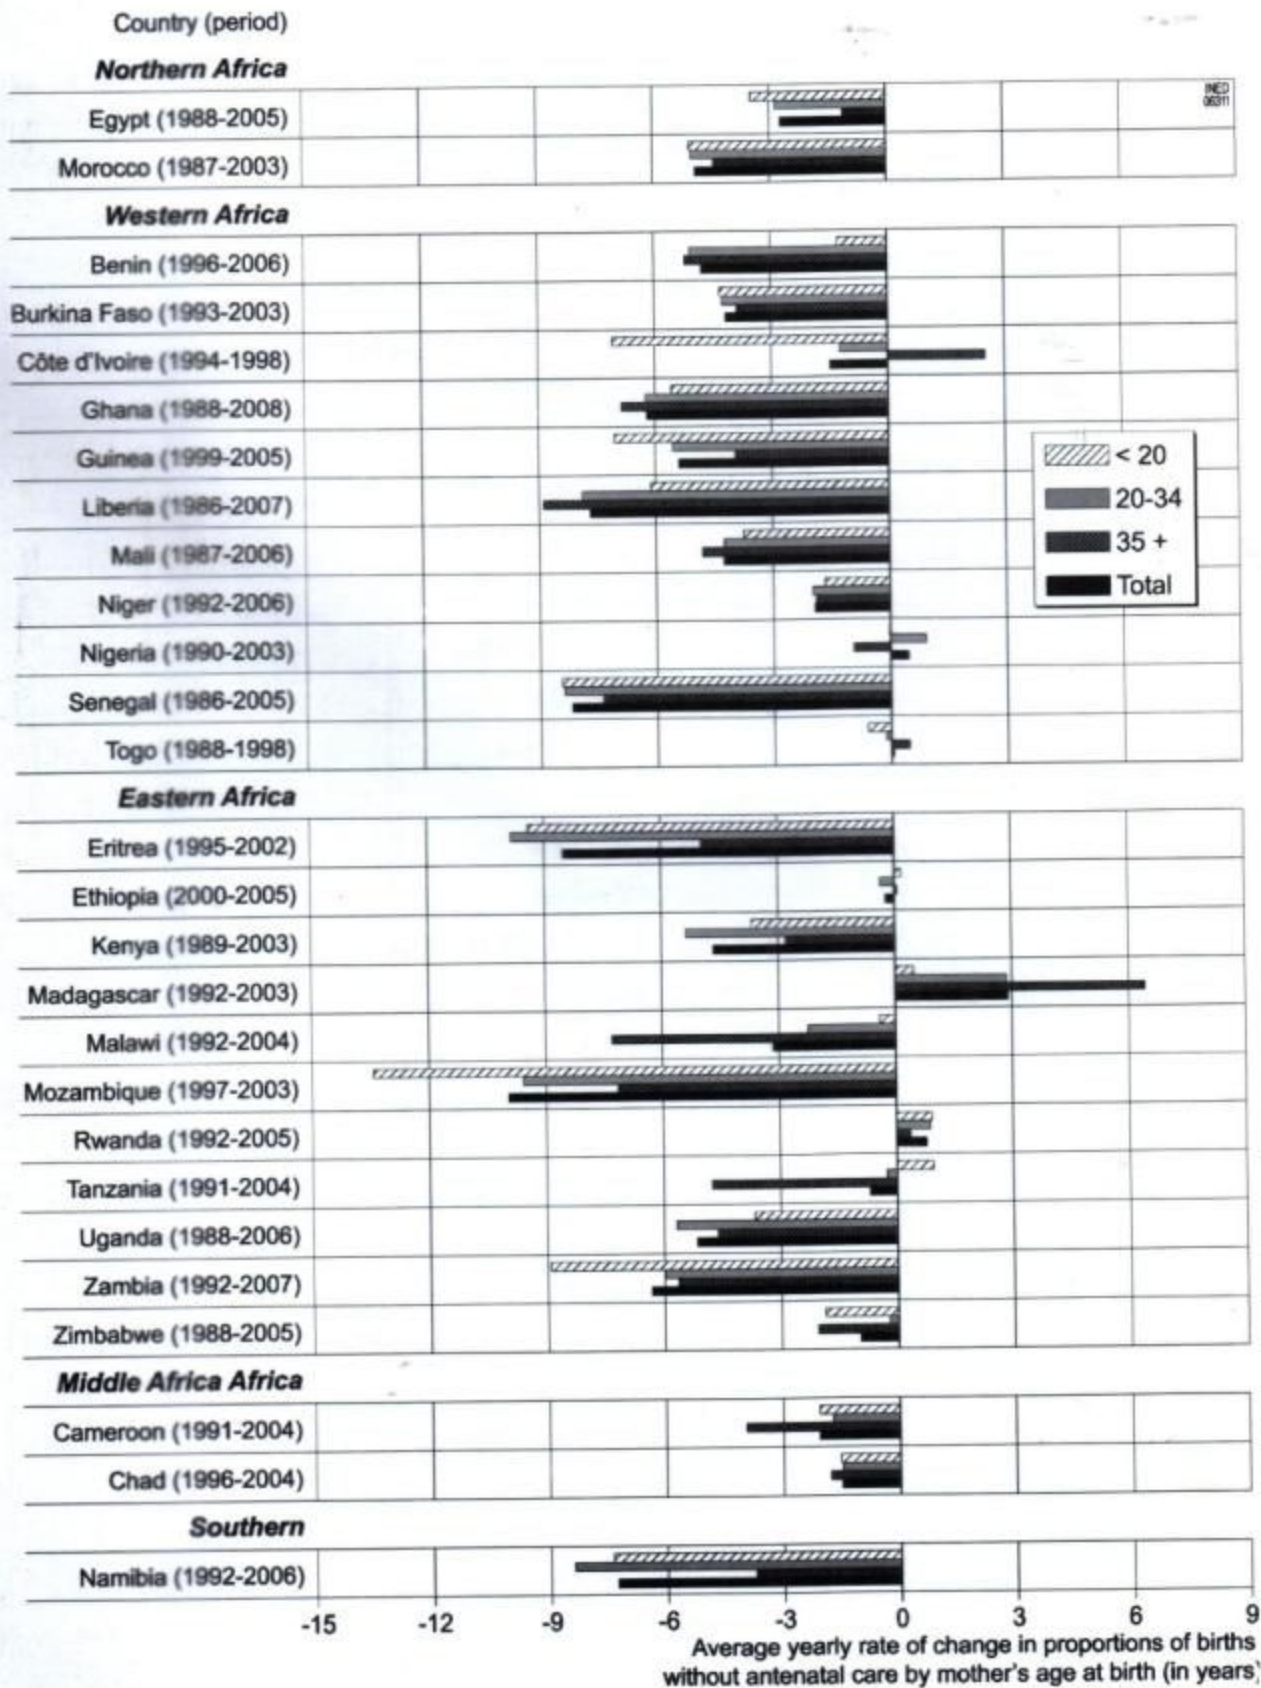 Country (period)
Northern Africa
INED
06311
Egypt (1988-2005)
Morocco (1987-2003)
Western Africa
Benin (1996-2006)
Burkina Faso (1993-2003)
Côte d'Ivoire (1994-1998)
Ghana (1988-2008)
Guinea (1999-2005)
Liberia (1986-2007)
Mali (1987-2006)
Niger (1992-2006)
Nigeria (1990-2003)
Senegal (1986-2005)
Togo (1988-1998)
< 20
20-34
35 +
Total
Eastern Africa
Eritrea (1995-2002)
Ethiopia (2000-2005)
Kenya (1989-2003)
Madagascar (1992-2003)
Malawi (1992-2004)
Mozambique (1997-2003)
Rwanda (1992-2005)
Tanzania (1991-2004)
Uganda (1988-2006)
Zambia (1992-2007)
Zimbabwe (1988-2005)
Middle Africa Africa
Cameroon (1991-2004)
Chad (1996-2004)
Southern
Namibia (1992-2006)
-15 -12 -9 -6 -3 0 3 6 9
Average yearly rate of change in proportions of births
without antenatal care by mother's age at birth (in years)